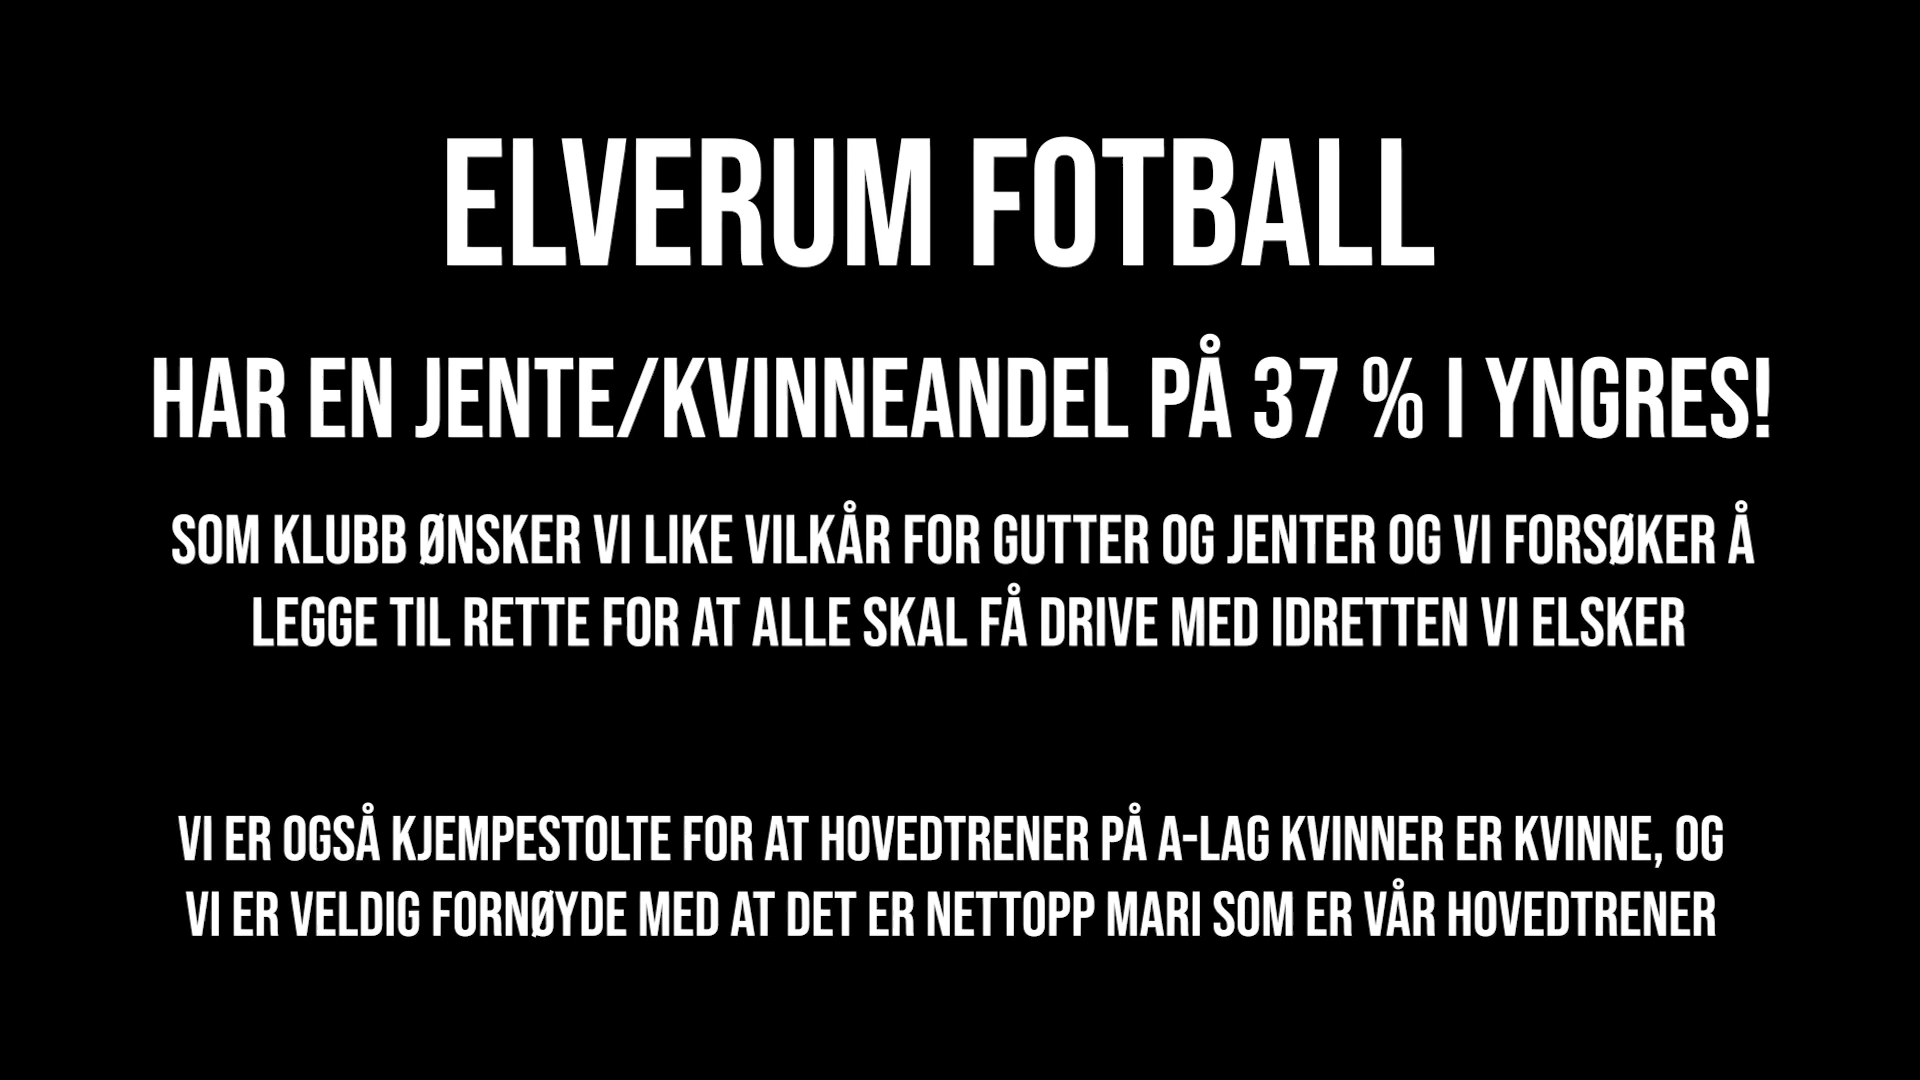 ELVERUM FOTBALL
HAR EN JENTE/KVINNEANDEL PÅ 37 % I YNGRES!
SOM KLUBB ØNSKER VI LIKE VILKÅR FOR GUTTER OG JENTER OG VI FORSØKER Å
LEGGE TIL RETTE FOR AT ALLE SKAL FÅ DRIVE MED IDRETTEN VI ELSKER
VI ER OGSÅ KJEMPESTOLTE FOR AT HOVEDTRENER PÅ A-LAG KVINNER ER KVINNE, OG
VI ER VELDIG FORNØYDE MED AT DET ER NETTOPP MARI SOM ER VÅR HOVEDTRENER